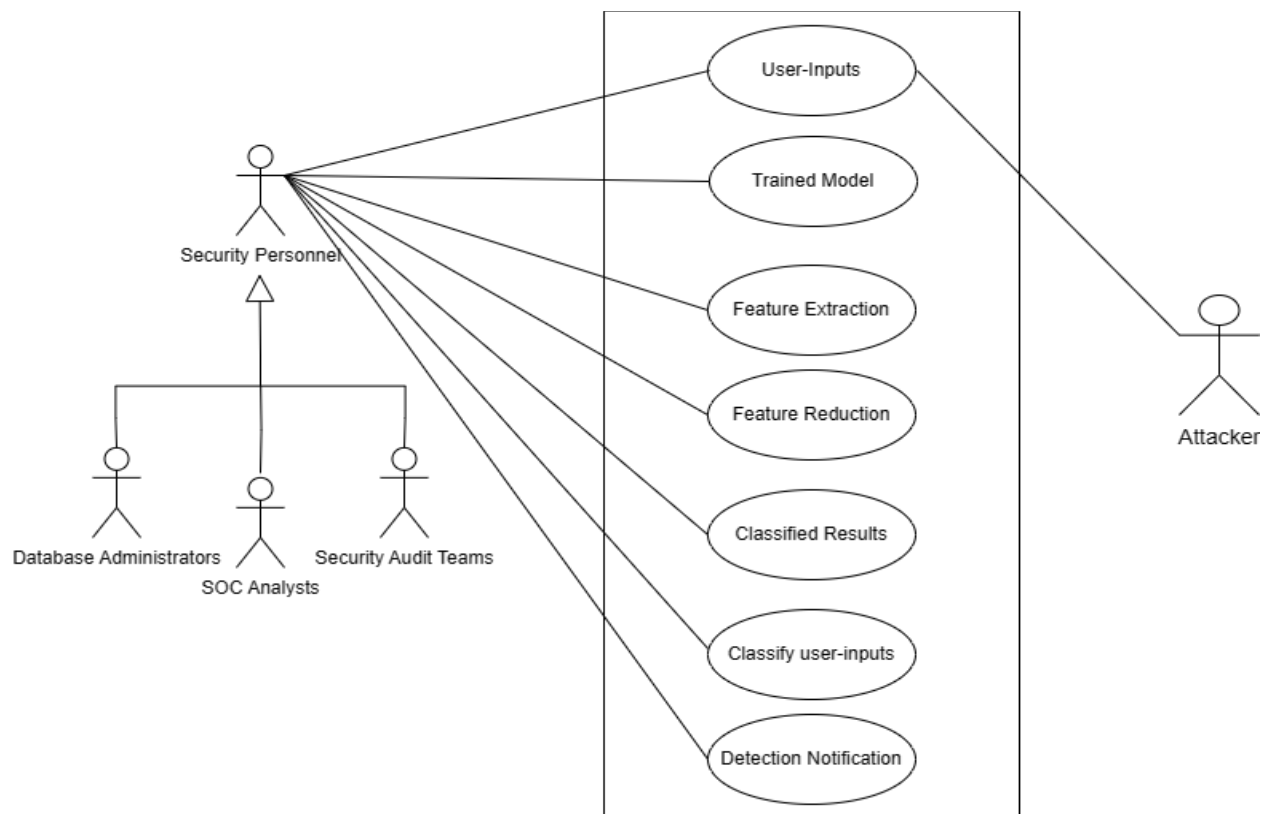 User-Inputs
Trained Model
Security Personnel
Feature Extraction
Feature Reduction
Attacker
Classified Results
Database Administrators
Security Audit Teams
SOC Analysts
Classify user-inputs
Detection Notification